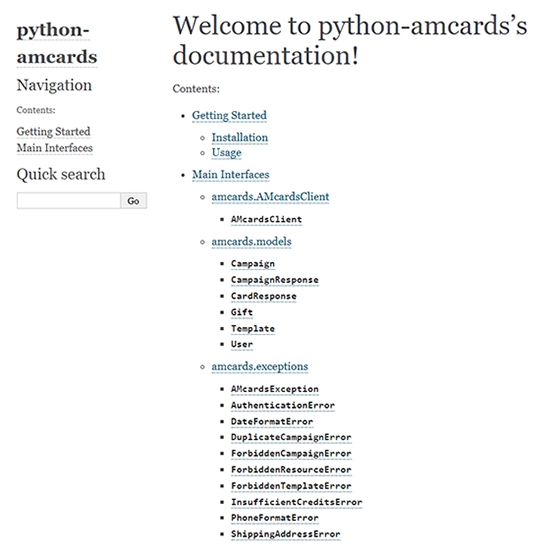 python-
amcards
Navigation
Contents:
Getting Started
Main Interfaces
Quick search
Go
Welcome to python-amcards’s
documentation!
Contents:
Getting Started
Installation
Usage
Main Interfaces
amcards.AMcardsClient
AMcardsClient
amcards.models
Campaign
CampaignResponse
CardResponse
Gift
Template
User
amcards.exceptions
AMcardsException
AuthenticationError
DateFormatError
DuplicateCampaignError
ForbiddenCampaignError
ForbiddenResourceError
ForbiddenTemplateError
InsufficientCreditsError
PhoneFormatError
ShippingAddressError